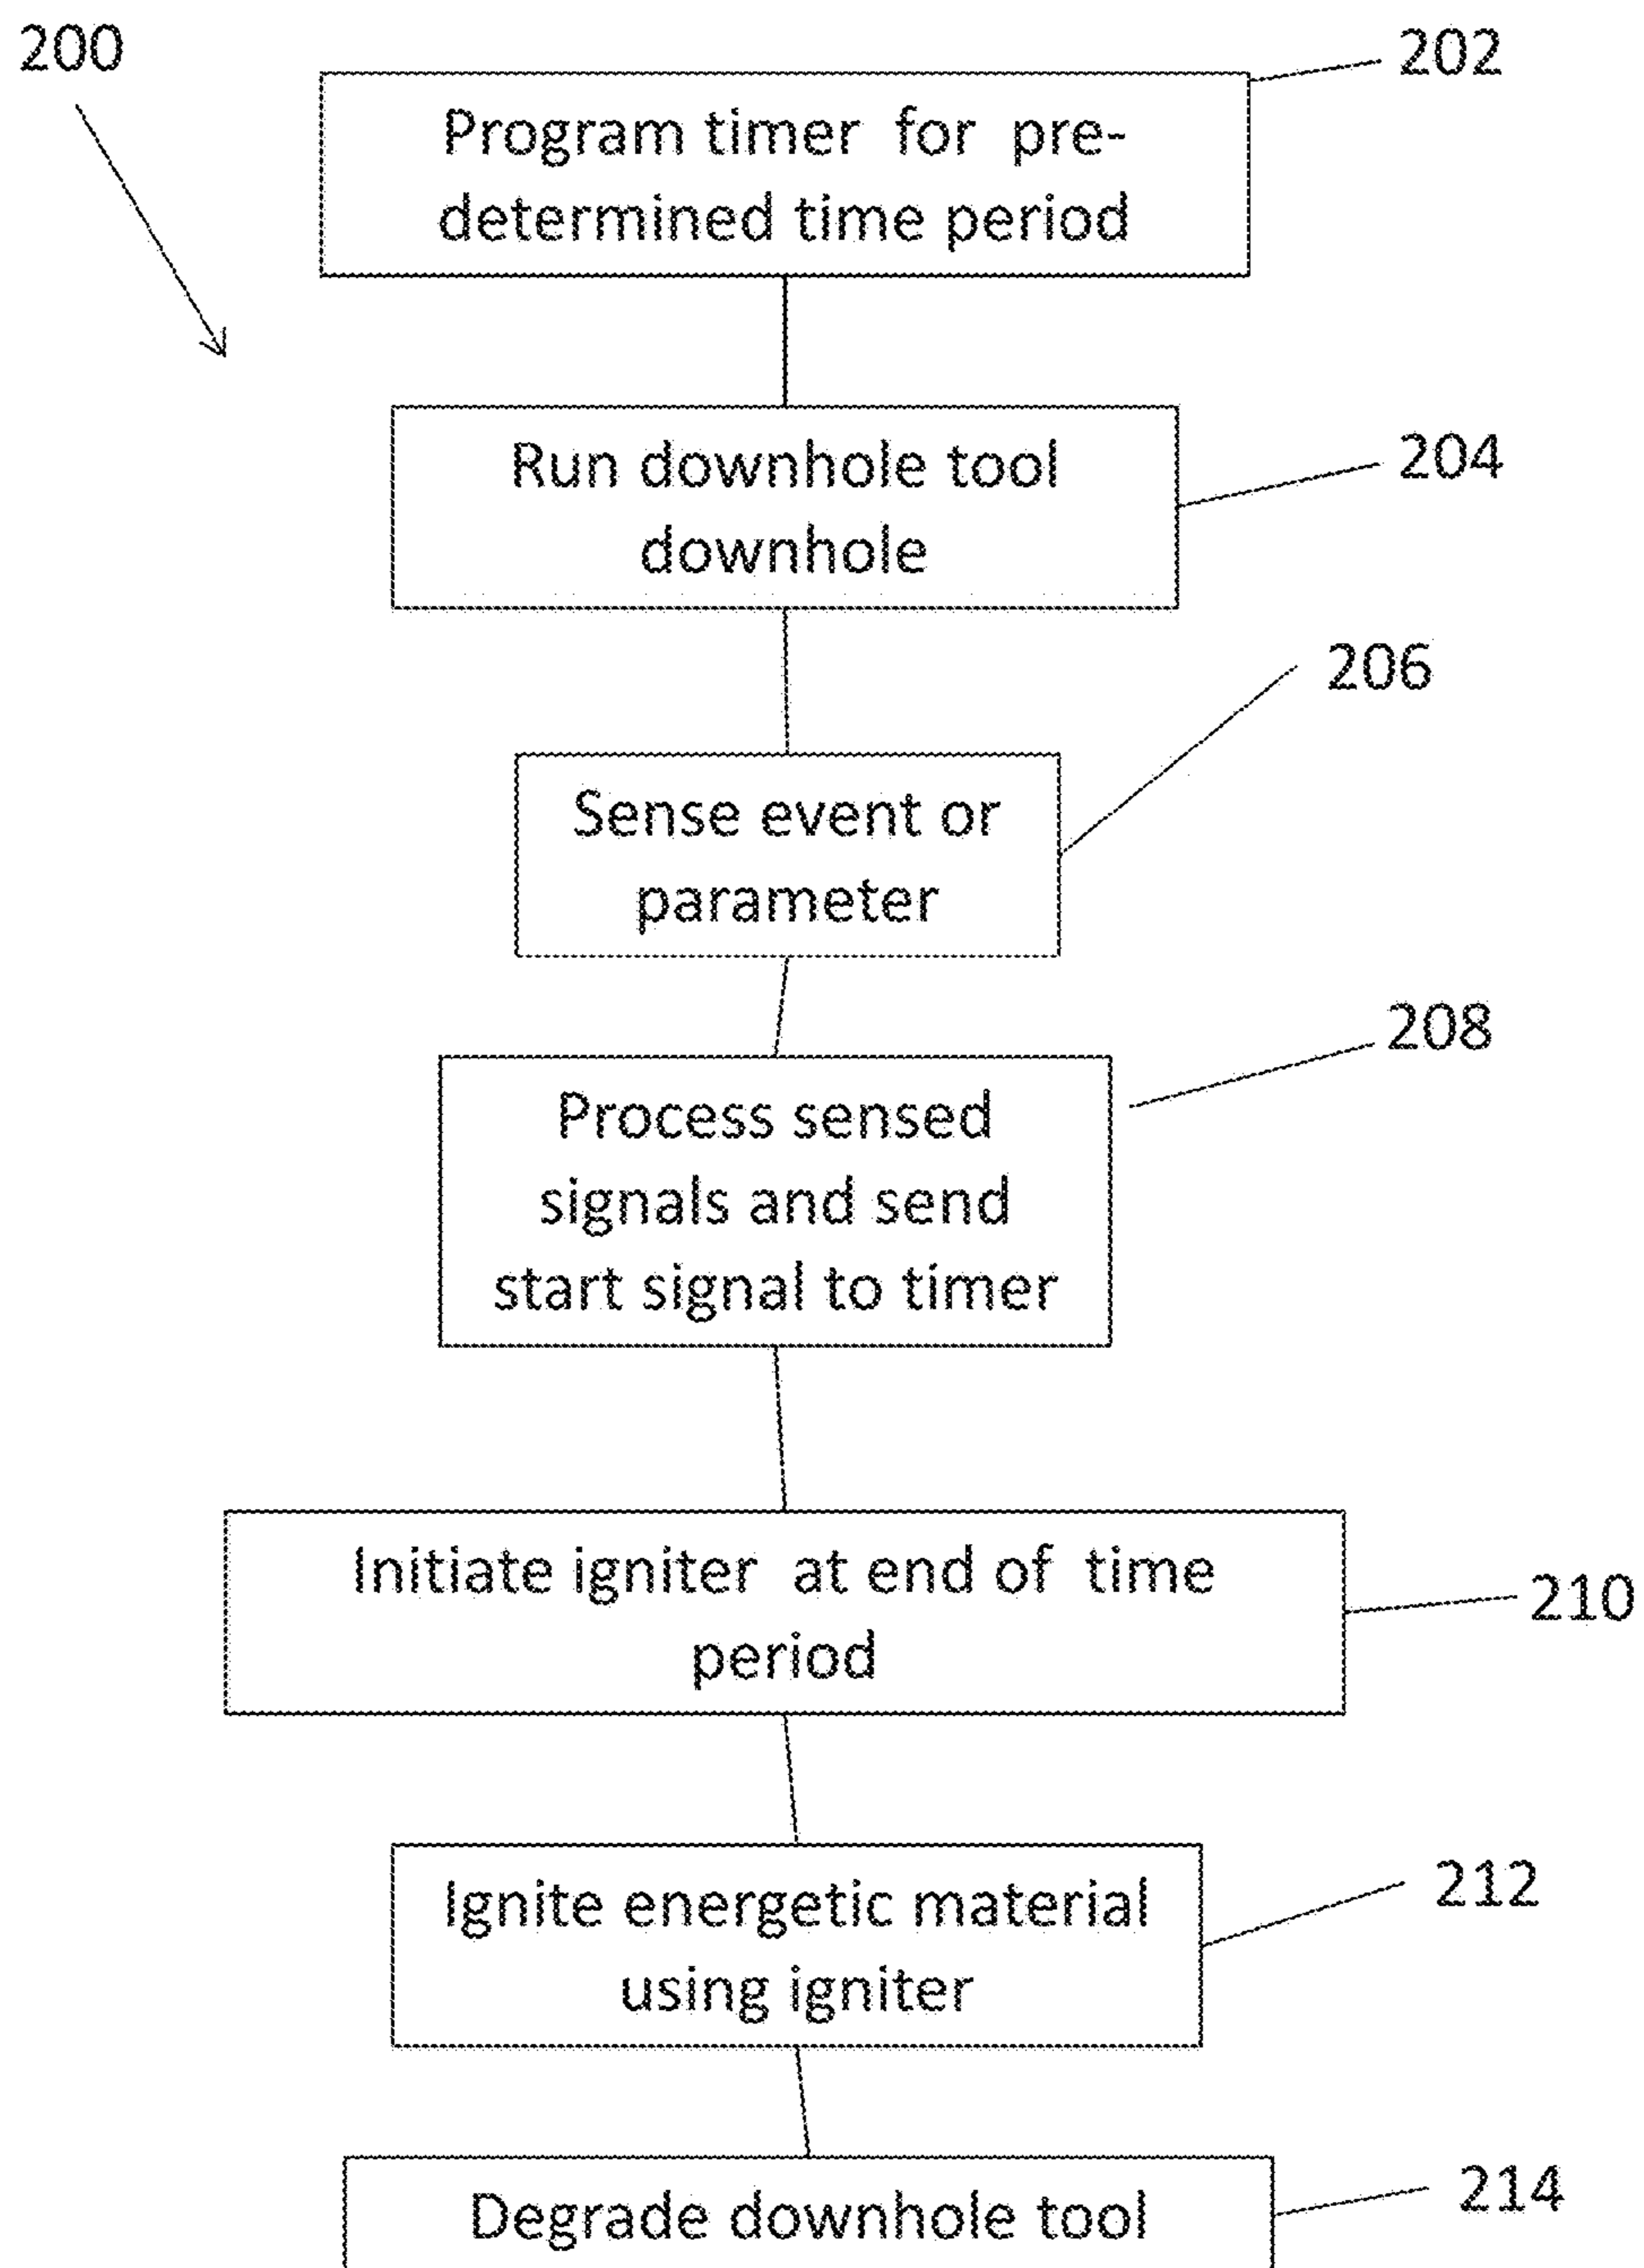 200
202
Program timer for pre-
determined time period
Run downhole tool
downhole
204
206
Sense event or
parameter
208
Process sensed
signals and send
start signal to timer
Initiate igniter at end of time
period
210
Ignite energetic material
using igniter
212
Degrade downhole tool
214